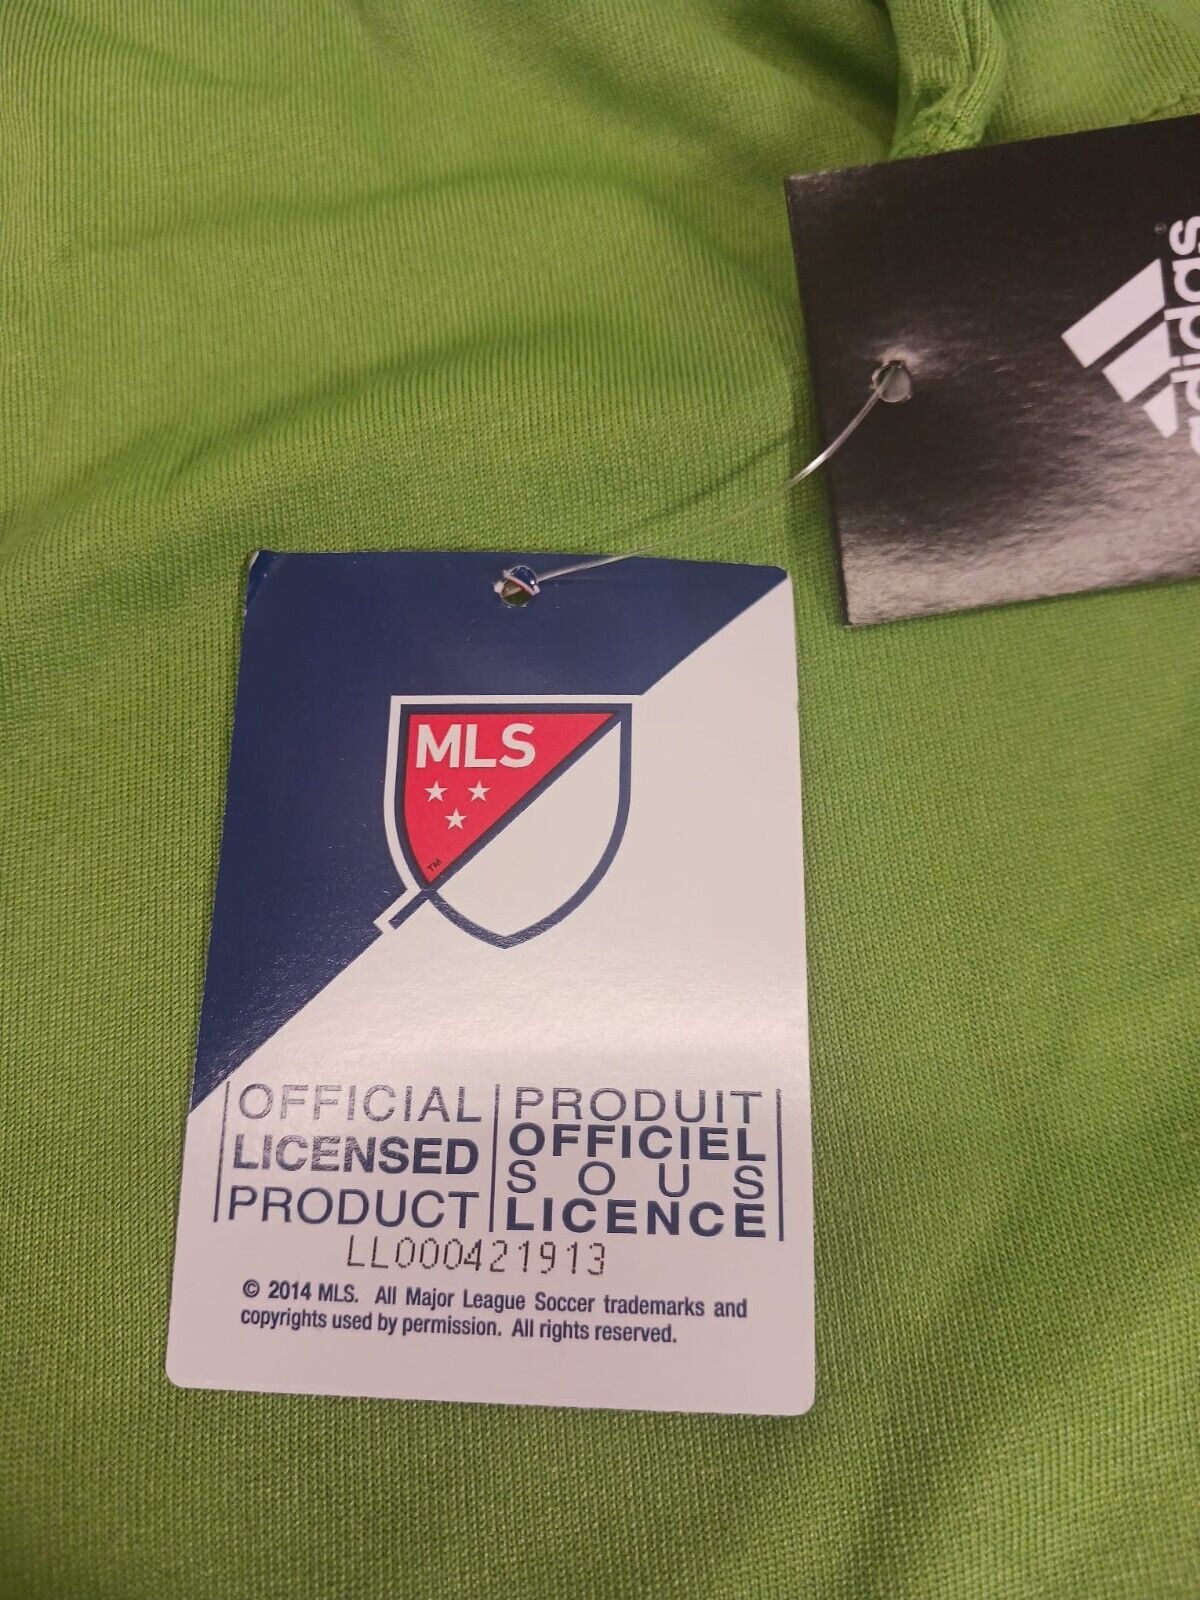 adidas
®
MLS
™
OFFICIAL
LICENSED
PRODUCT
PRODUIT
OFFICIEL
SOUS
LICENCE
LL000421913
© 2014 MLS. All Major League Soccer trademarks and
copyrights used by permission. All rights reserved.